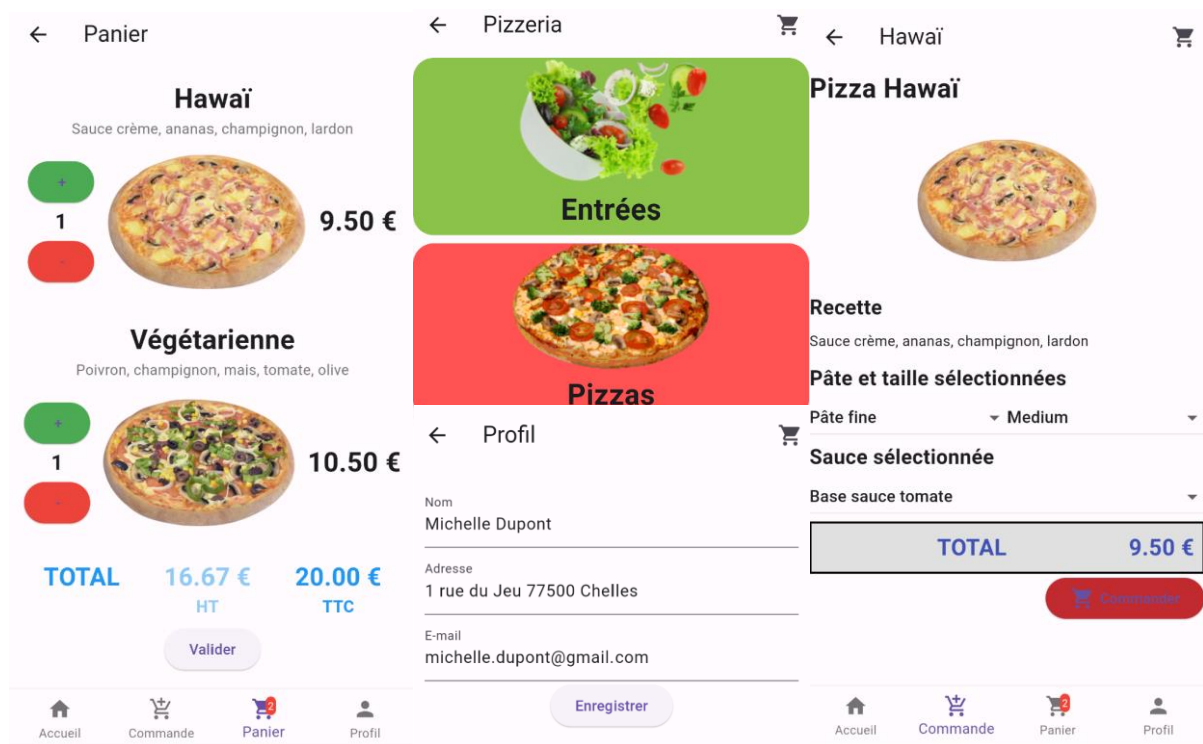 Panier
Hawaï
Sauce crème, ananas, champignon, lardon
+
1
9.50 €
-
Végétarienne
Poivron, champignon, mais, tomate, olive
+
1
10.50 €
-
TOTAL 16.67 € 20.00 €
HT TTC
Valider
2
Accueil Commande Panier Profil
Pizzeria
Entrées
Pizzas
Profil
Nom
Michelle Dupont
Adresse
1 rue du Jeu 77500 Chelles
E-mail
michelle.dupont@gmail.com
Enregistrer
Hawaï
Pizza Hawaï
Recette
Sauce crème, ananas, champignon, lardon
Pâte et taille sélectionnées
Pâte fine Medium
Sauce sélectionnée
Base sauce tomate
TOTAL 9.50 €
Commander
2
Accueil Commande Panier Profil